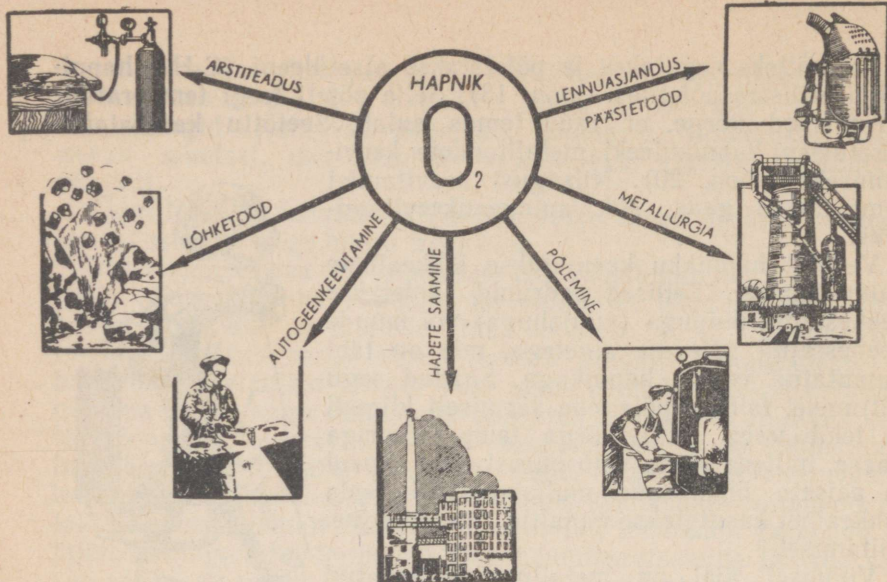 HAPNIK
O2
ARSTITEADUS
LENNUASJANDUS
PÄÄSTETÖÖD
LÕHKETÖÖD
METALLURGIA
AUTOGEENKEEVITAMINE
HAPETE SAAMINE
PÕLEMINE